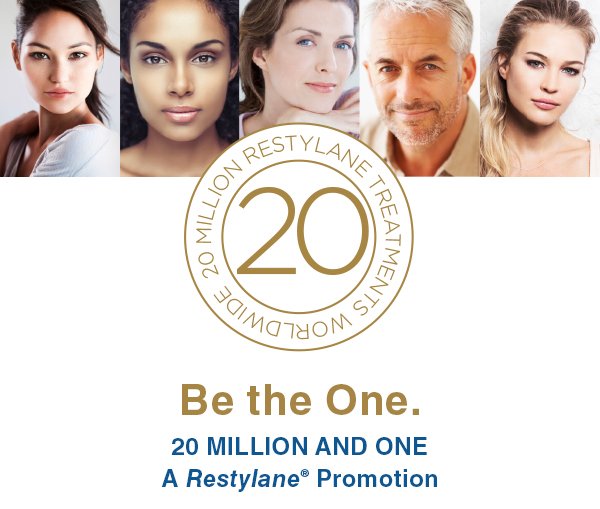 20 MILLION RESTYLANE TREATMENTS WORLDWIDE
20
Be the One.
20 MILLION AND ONE
A Restylane® Promotion